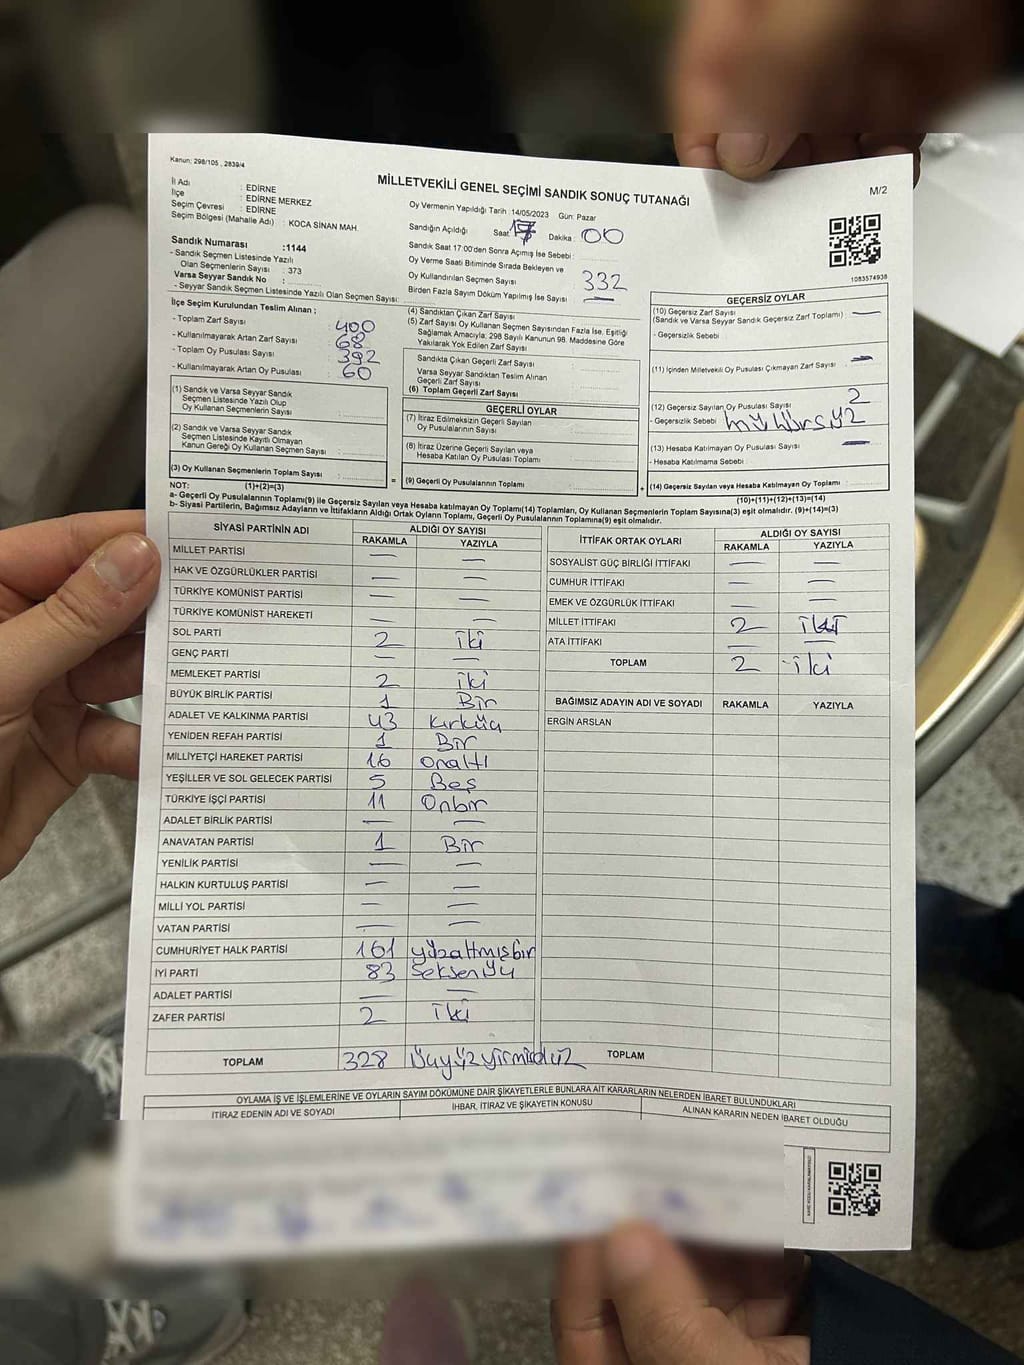 Kanun: 298/105 , 2839/4
MİLLETVEKİLİ GENEL SEÇİMİ SANDIK SONUÇ TUTANAĞI
M/2
İl Adı : EDİRNE
İlçe : EDİRNE MERKEZ
Seçim Çevresi : EDİRNE
Seçim Bölgesi (Mahalle Adı) : KOCA SİNAN MAH.
Oy Vermenin Yapıldığı Tarih :14/05/2023 Gün: Pazar
Sandığın Açıldığı Saat 17 Dakika : 00
Sandık Saat 17:00'den Sonra Açımış İse Sebebi :
Oy Verme Saati Bitiminde Sırada Bekleyen ve
Oy Kullandırılan Seçmen Sayısı 332
Birden Fazla Sayım Döküm Yapılmış İse Sayısı —
Sandık Numarası :1144
- Sandık Seçmen Listesinde Yazılı
Olan Seçmenlerin Sayısı : 373
Varsa Seyyar Sandık No :
- Seyyar Sandık Seçmen Listesinde Yazılı Olan Seçmen Sayısı:
1083574938
İlçe Seçim Kurulundan Teslim Alınan ;
- Toplam Zarf Sayısı 400
- Kullanılmayarak Artan Zarf Sayısı 68
- Toplam Oy Pusulası Sayısı 392
- Kullanılmayarak Artan Oy Pusulası 60
(1) Sandık ve Varsa Seyyar Sandık
Seçmen Listesinde Yazılı Olup
Oy Kullanan Seçmenlerin Sayısı :
(2) Sandık ve Varsa Seyyar Sandık
Seçmen Listesinde Kayıtlı Olmayan
Kanun Gereği Oy Kullanan Seçmen Sayısı :
(3) Oy Kullanan Seçmenlerin Toplam Sayısı :
(4) Sandıktan Çıkan Zarf Sayısı
(5) Zarf Sayısı Oy Kullanan Seçmen Sayısından Fazla İse, Eşitliği
Sağlamak Amacıyla; 298 Sayılı Kanunun 98. Maddesine Göre
Yakılarak Yok Edilen Zarf Sayısı
Sandıkta Çıkan Geçerli Zarf Sayısı :
Varsa Seyyar Sandıktan Teslim Alınan
Geçerli Zarf Sayısı :
(6) Toplam Geçerli Zarf Sayısı
GEÇERLİ OYLAR
(7) İtiraz Edilmeksizin Geçerli Sayılan
Oy Pusulalarının Sayısı :
(8) İtiraz Üzerine Geçerli Sayılan veya
Hesaba Katılan Oy Pusulası Toplamı :
= (9) Geçerli Oy Pusulalarının Toplamı :
GEÇERSİZ OYLAR
(10) Geçersiz Zarf Sayısı
(Sandık ve Varsa Seyyar Sandık Geçersiz Zarf Toplamı) : —
- Geçersizlik Sebebi
(11) İçinden Milletvekili Oy Pusulası Çıkmayan Zarf Sayısı : —
(12) Geçersiz Sayılan Oy Pusulası Sayısı : 2
- Geçersizlik Sebebi : mühürsüz
(13) Hesaba Katılmayan Oy Pusulası Sayısı : —
- Hesaba Katılmama Sebebi :
+ (14) Geçersiz Sayılan veya Hesaba Katılmayan Oy Toplamı :
NOT: (1)+(2)=(3)
(10)+(11)+(12)+(13)=(14)
a- Geçerli Oy Pusulalarının Toplamı(9) ile Geçersiz Sayılan veya Hesaba katılmayan Oy Toplamı(14) Toplamları, Oy Kullanan Seçmenlerin Toplam Sayısına(3) eşit olmalıdır. (9)+(14)=(3)
b- Siyasi Partilerin, Bağımsız Adayların ve İttifakların Aldığı Ortak Oyların Toplamı, Geçerli Oy Pusulalarının Toplamına(9) eşit olmalıdır.
SİYASİ PARTİNİN ADI ALDIĞI OY SAYISI
RAKAMLA YAZIYLA
MİLLET PARTİSİ — —
HAK VE ÖZGÜRLÜKLER PARTİSİ — —
TÜRKİYE KOMÜNİST PARTİSİ — —
TÜRKİYE KOMÜNİST HAREKETİ — —
SOL PARTİ 2 iki
GENÇ PARTİ — —
MEMLEKET PARTİSİ 2 iki
BÜYÜK BİRLİK PARTİSİ 1 Bir
ADALET VE KALKINMA PARTİSİ 43 Kırküç
YENİDEN REFAH PARTİSİ 1 Bir
MİLLİYETÇİ HAREKET PARTİSİ 16 onaltı
YEŞİLLER VE SOL GELECEK PARTİSİ 5 Beş
TÜRKİYE İŞÇİ PARTİSİ 11 Onbir
ADALET BİRLİK PARTİSİ — —
ANAVATAN PARTİSİ 1 Bir
YENİLİK PARTİSİ — —
HALKIN KURTULUŞ PARTİSİ — —
MİLLİ YOL PARTİSİ — —
VATAN PARTİSİ — —
CUMHURİYET HALK PARTİSİ 161 yüzaltmışbir
İYİ PARTİ 83 Seksenüç
ADALET PARTİSİ — —
ZAFER PARTİSİ 2 iki
TOPLAM 328 üçyüzyirmisekiz
İTTİFAK ORTAK OYLARI ALDIĞI OY SAYISI
RAKAMLA YAZIYLA
SOSYALİST GÜÇ BİRLİĞİ İTTİFAKI — —
CUMHUR İTTİFAKI — —
EMEK VE ÖZGÜRLÜK İTTİFAKI — —
MİLLET İTTİFAKI 2 iki
ATA İTTİFAKI — —
TOPLAM 2 iki
BAĞIMSIZ ADAYIN ADI VE SOYADI RAKAMLA YAZIYLA
ERGİN ARSLAN
TOPLAM
OYLAMA İŞ VE İŞLEMLERİNE VE OYLARIN SAYIM DÖKÜMÜNE DAİR ŞİKAYETLERLE BUNLARA AİT KARARLARIN NELERDEN İBARET BULUNDUKLARI
İTİRAZ EDENİN ADI VE SOYADI İHBAR, İTİRAZ VE ŞİKAYETİN KONUSU ALINAN KARARIN NEDEN İBARET OLDUĞU